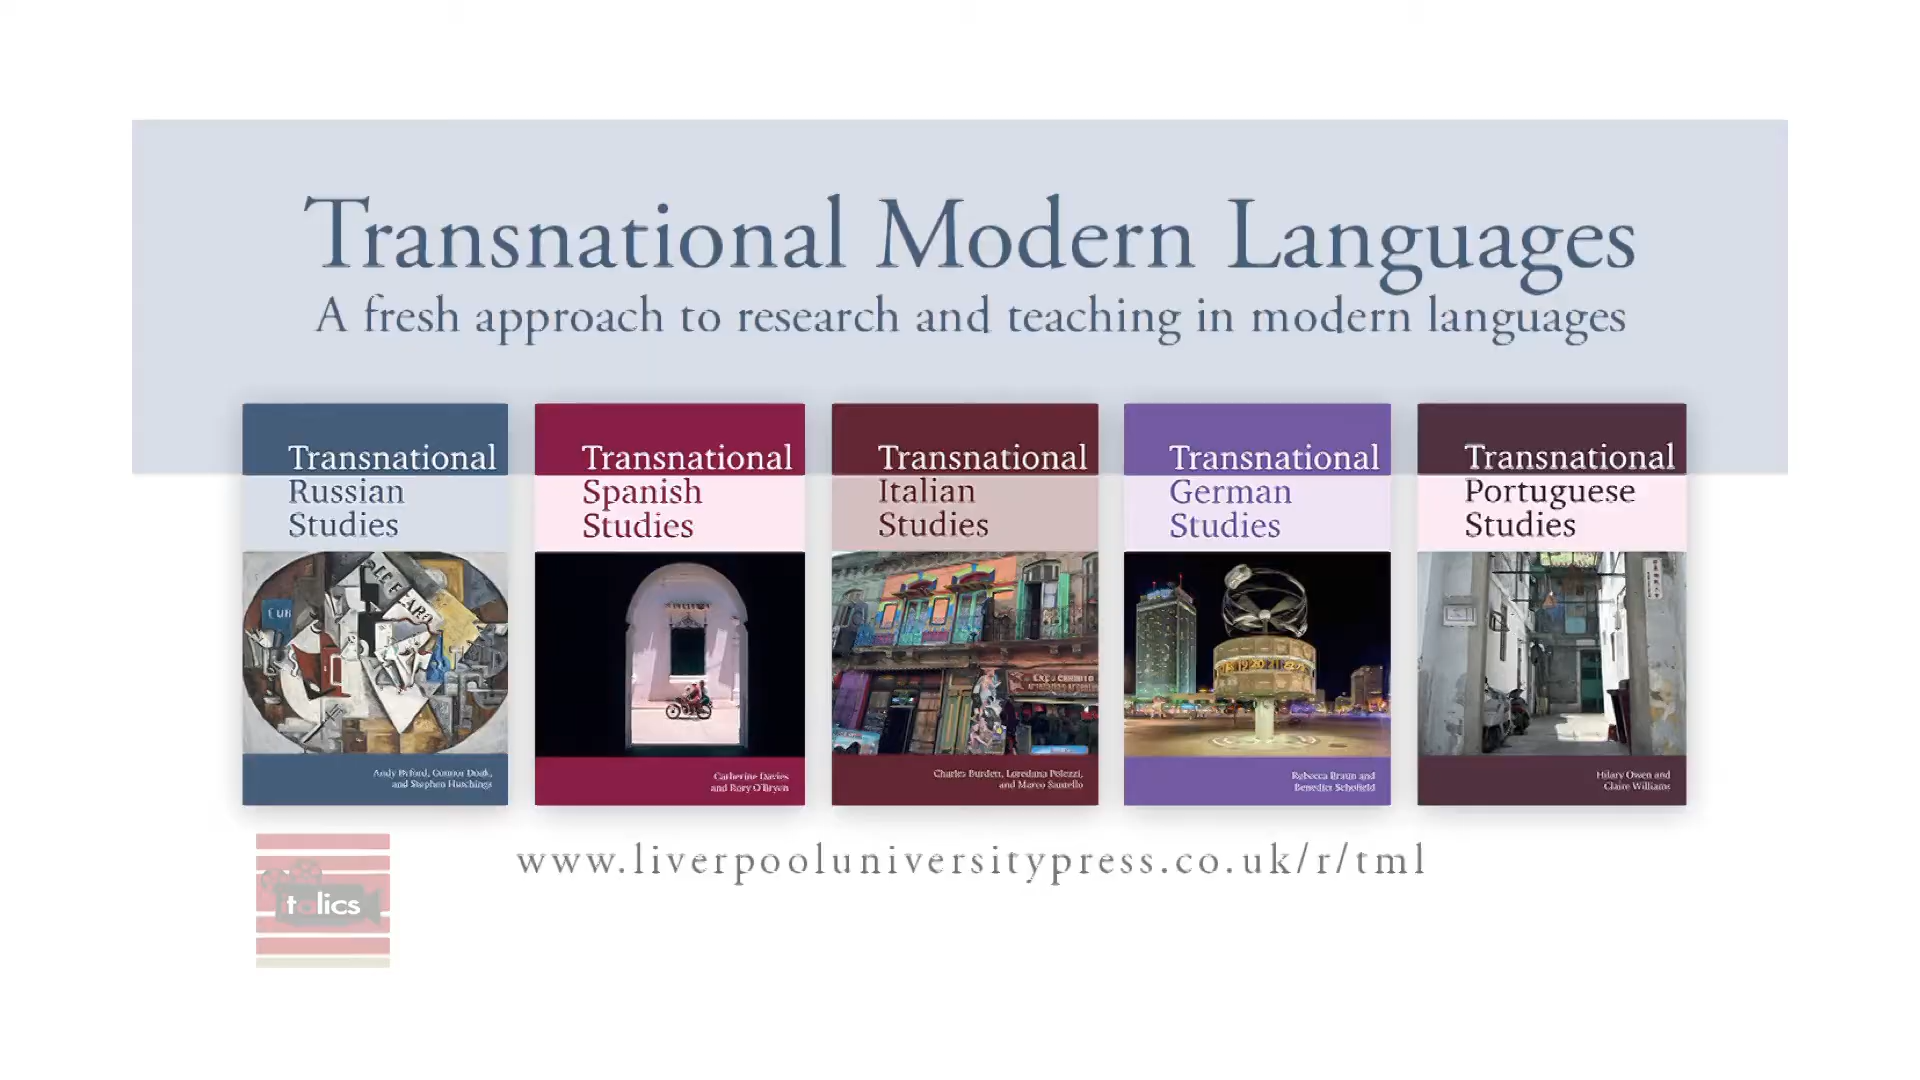 Transnational Modern Languages
A fresh approach to research and teaching in modern languages
Transnational
Russian
Studies
Andy Byford, Connor Doak,
and Stephen Hutchings
Transnational
Spanish
Studies
Catherine Davies
and Rory O'Bryen
Transnational
Italian
Studies
Charles Burdett, Loredana Polezzi,
and Marco Santello
Transnational
German
Studies
Rebecca Braun and
Benedict Schofield
Transnational
Portuguese
Studies
Hilary Owen and
Claire Williams
www.liverpooluniversitypress.co.uk/r/tml
italics